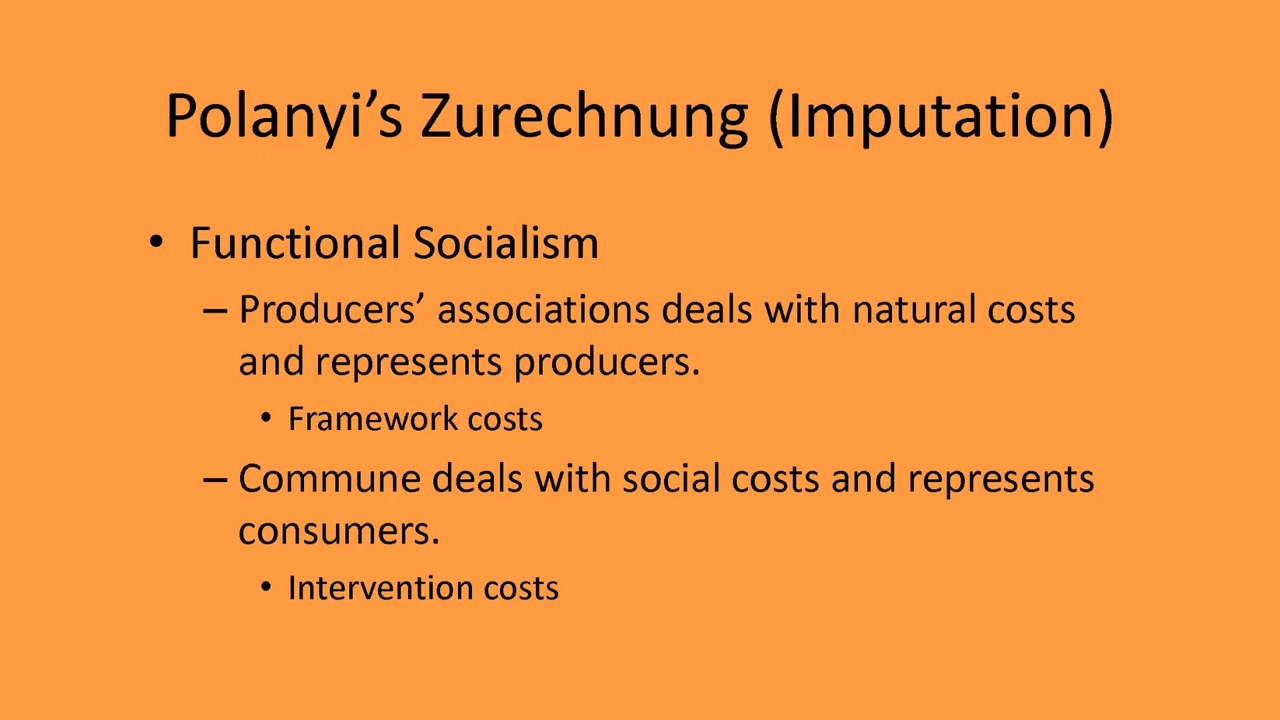 Polanyi’s Zurechnung (Imputation)
• Functional Socialism
– Producers’ associations deals with natural costs
and represents producers.
• Framework costs
– Commune deals with social costs and represents
consumers.
• Intervention costs